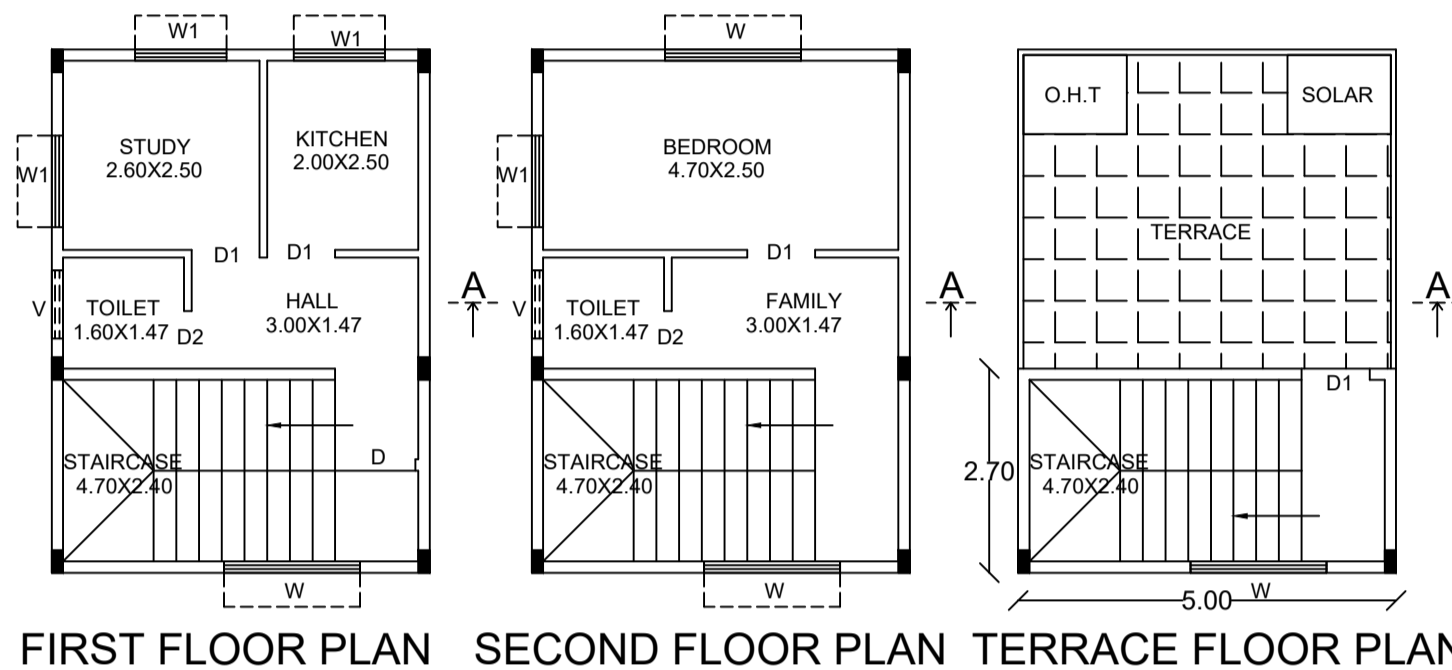 W1
W1
STUDY
2.60X2.50
KITCHEN
2.00X2.50
W1
D1
D1
V
TOILET
1.60X1.47
D2
HALL
3.00X1.47
A
STAIRCASE
4.70X2.40
D
W
FIRST FLOOR PLAN
W
BEDROOM
4.70X2.50
W1
D1
V
TOILET
1.60X1.47
D2
FAMILY
3.00X1.47
A
STAIRCASE
4.70X2.40
W
SECOND FLOOR PLAN
O.H.T
SOLAR
TERRACE
A
D1
2.70
STAIRCASE
4.70X2.40
W
5.00
TERRACE FLOOR PLAN